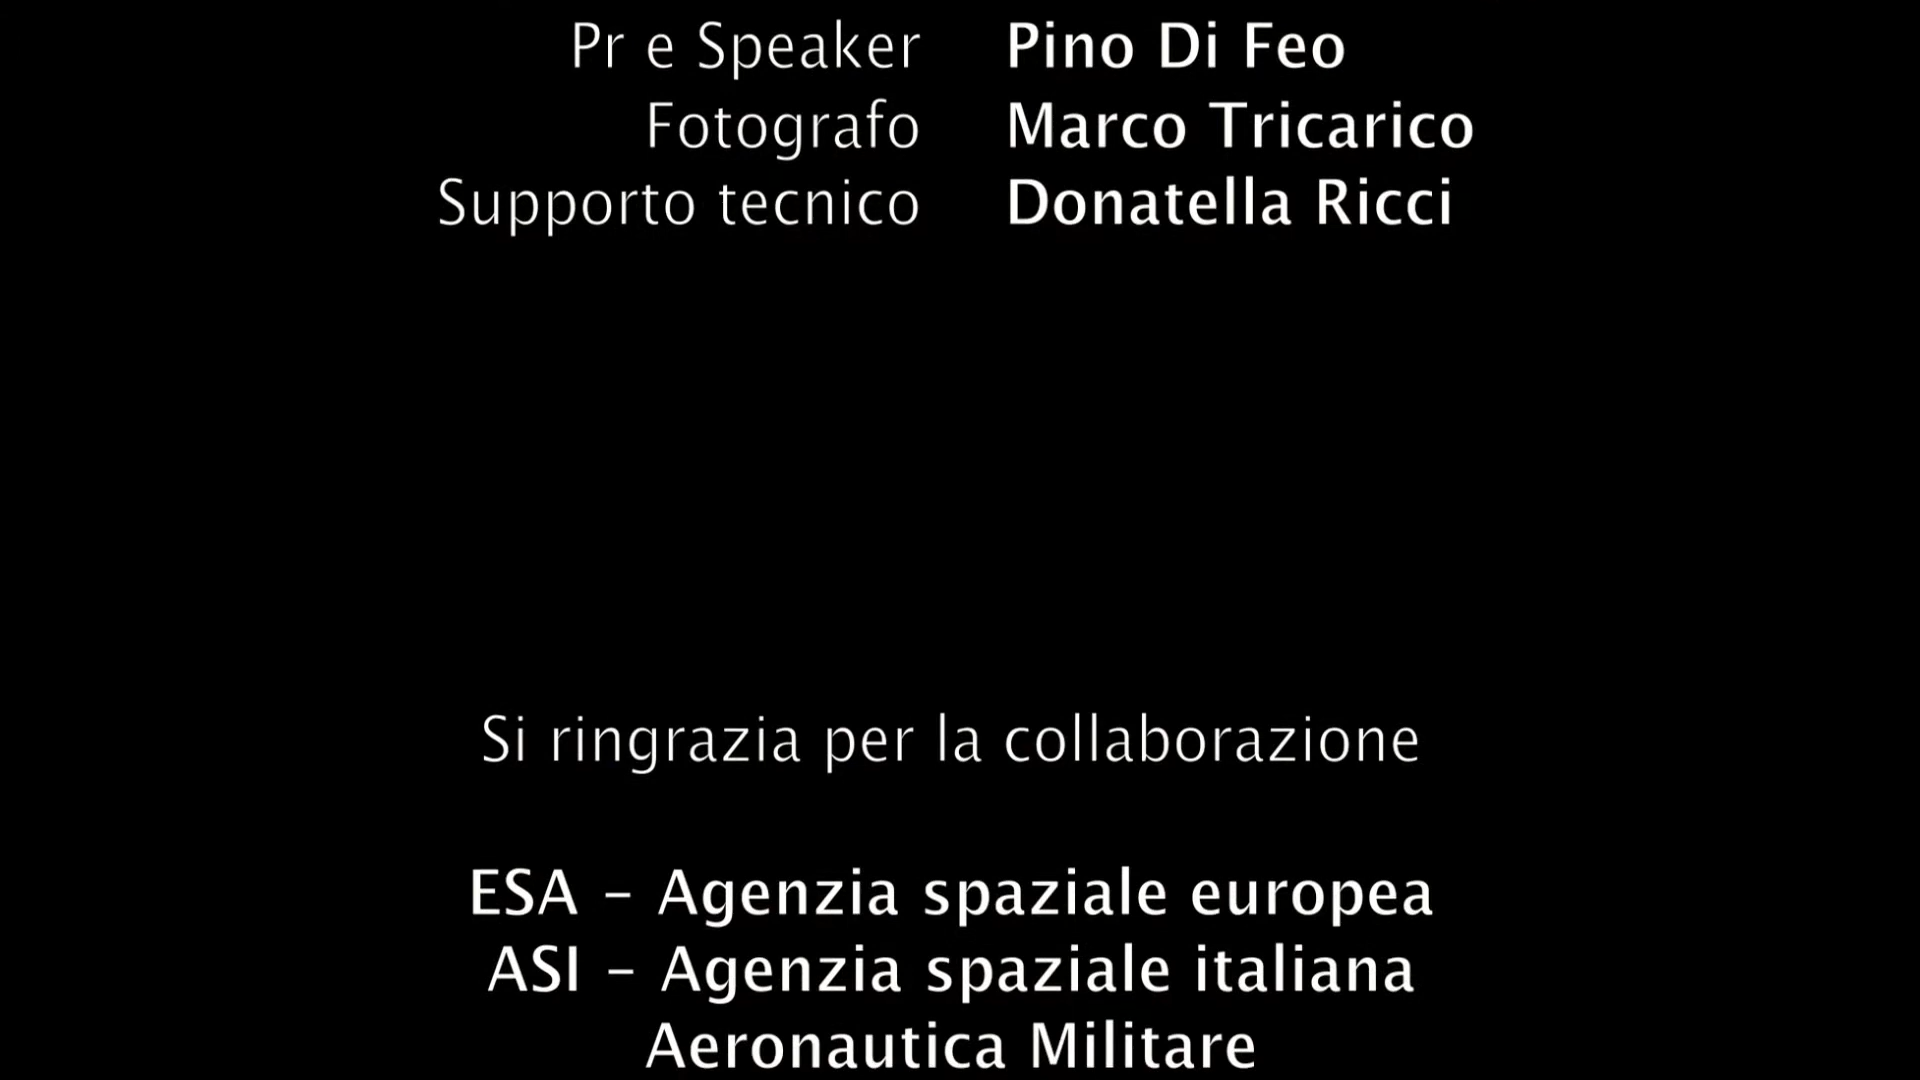 Pr e Speaker Pino Di Feo
Fotografo Marco Tricarico
Supporto tecnico Donatella Ricci
Si ringrazia per la collaborazione
ESA - Agenzia spaziale europea
ASI - Agenzia spaziale italiana
Aeronautica Militare